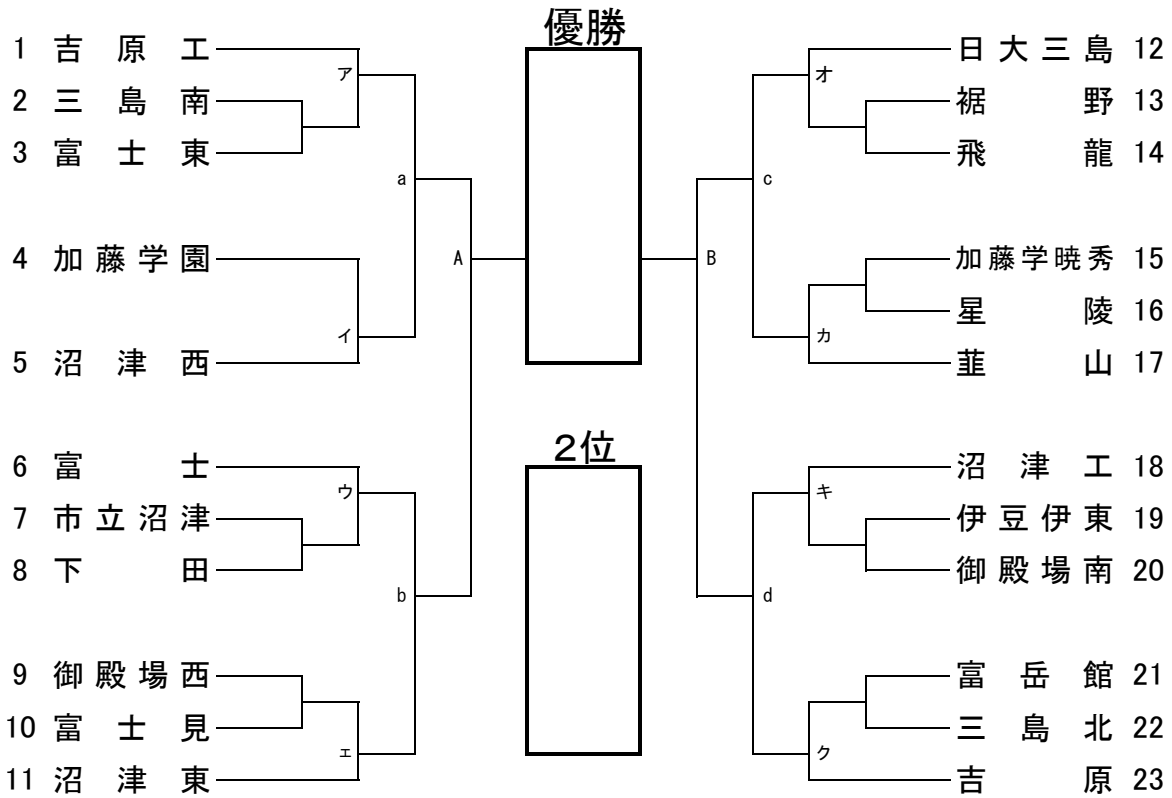 優勝
1 吉原工
2 三島南
3 富士東
4 加藤学園
5 沼津西
6 富士
7 市立沼津
8 下田
9 御殿場西
10 富士見
11 沼津東
ア
イ
ウ
ェ
a
b
A
2位
B
c
d
オ
カ
キ
ク
日大三島 12
裾野 13
飛龍 14
加藤学暁秀 15
星陵 16
韮山 17
沼津工 18
伊豆伊東 19
御殿場南 20
富岳館 21
三島北 22
吉原 23